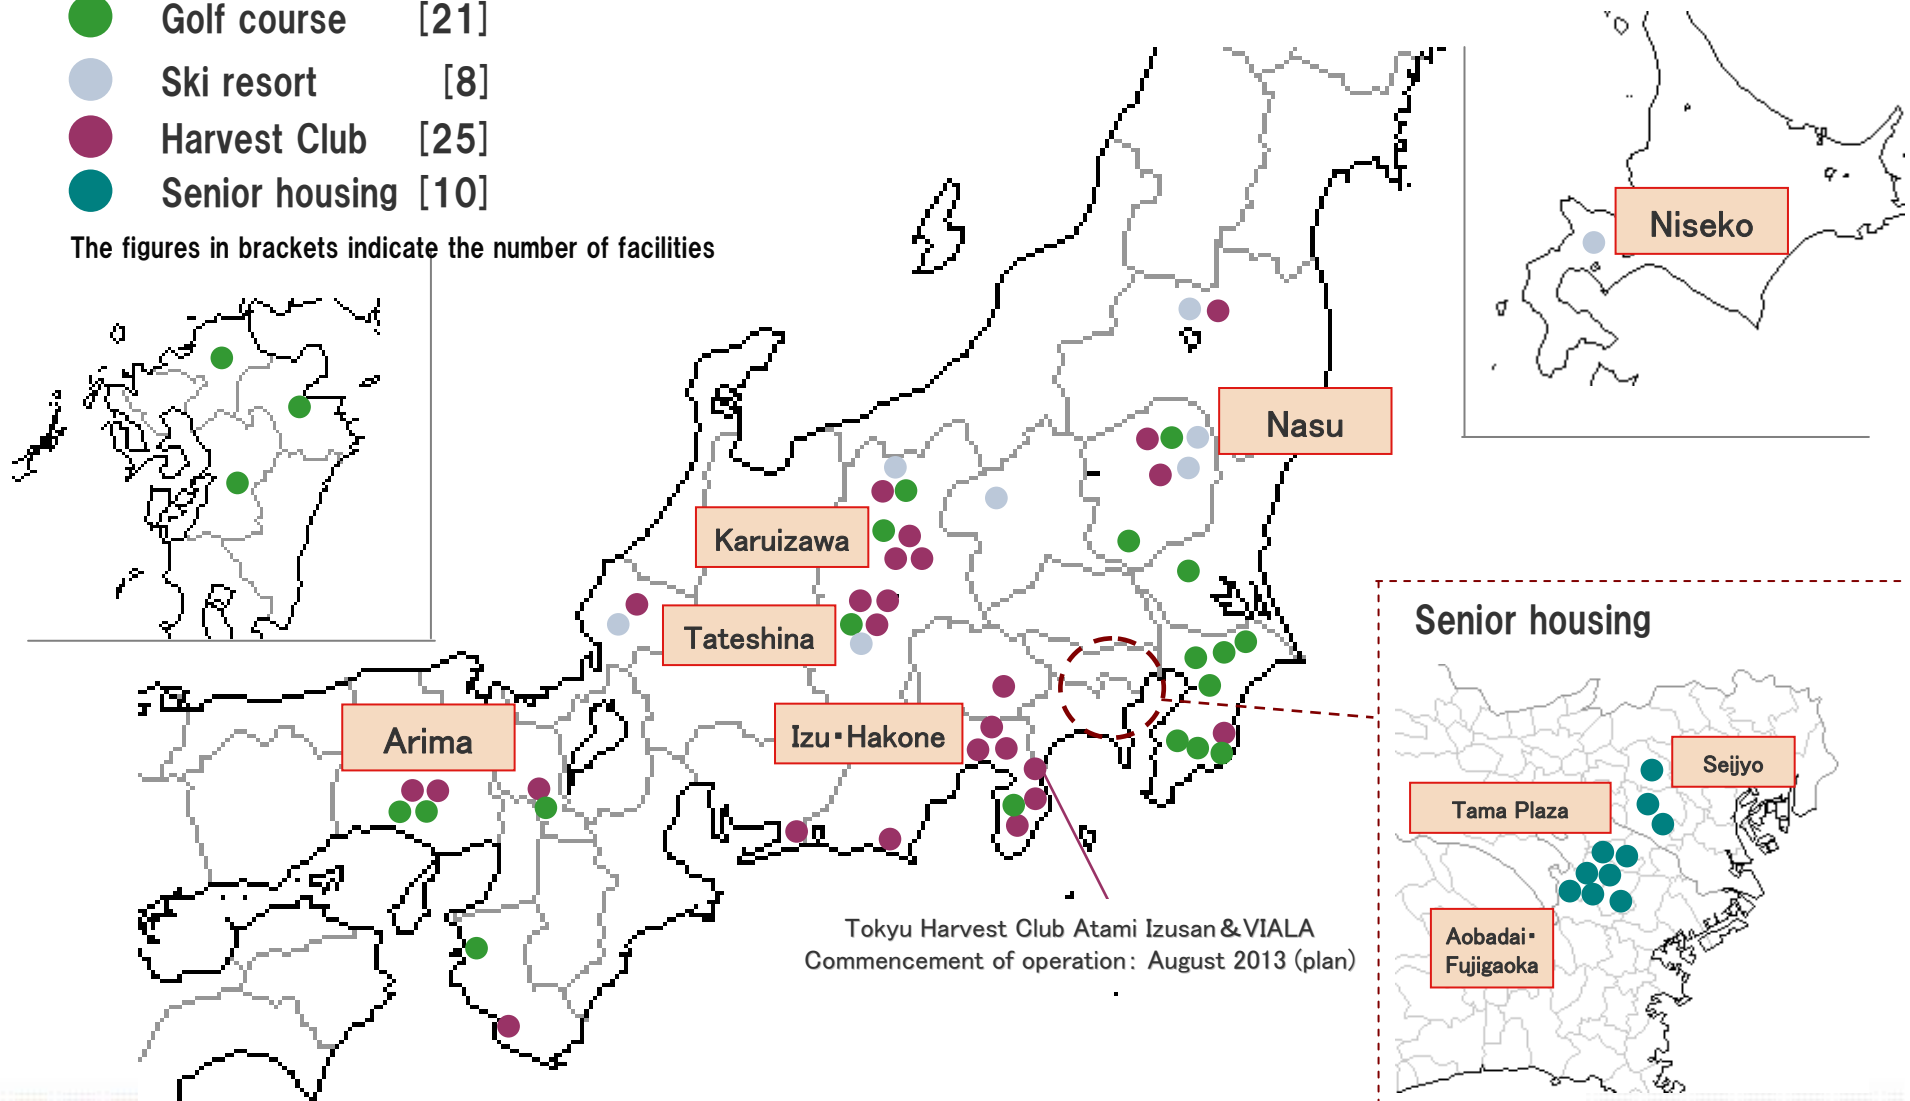 Golf course [21]
Ski resort [8]
Harvest Club [25]
Senior housing [10]
The figures in brackets indicate the number of facilities
Niseko
Nasu
Karuizawa
Tateshina
Senior housing
Arima
Izu・Hakone
Seijyo
Tama Plaza
Tokyu Harvest Club Atami Izusan&VIALA
Commencement of operation: August 2013 (plan)
Aobadai・
Fujigaoka